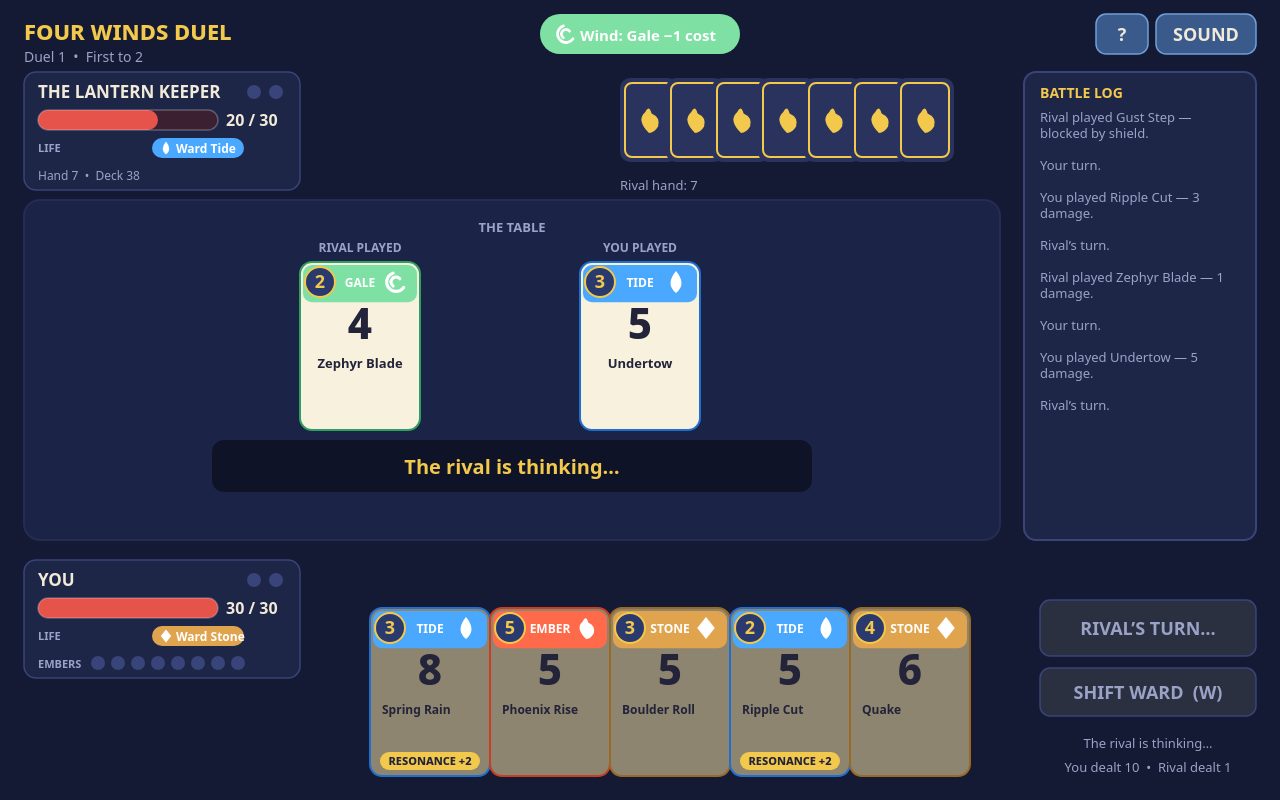 FOUR WINDS DUEL
Duel 1 • First to 2
Wind: Gale −1 cost
?
SOUND
THE LANTERN KEEPER
20 / 30
LIFE
Ward Tide
Hand 7 • Deck 38
Rival hand: 7
BATTLE LOG
Rival played Gust Step —
blocked by shield.
Your turn.
You played Ripple Cut — 3
damage.
Rival’s turn.
Rival played Zephyr Blade — 1
damage.
Your turn.
You played Undertow — 5
damage.
Rival’s turn.
THE TABLE
RIVAL PLAYED
YOU PLAYED
2 GALE
4
Zephyr Blade
3 TIDE
5
Undertow
The rival is thinking…
YOU
30 / 30
LIFE
Ward Stone
EMBERS
3 TIDE
8
Spring Rain
RESONANCE +2
5 EMBER
5
Phoenix Rise
3 STONE
5
Boulder Roll
2 TIDE
5
Ripple Cut
RESONANCE +2
4 STONE
6
Quake
RIVAL’S TURN…
SHIFT WARD (W)
The rival is thinking…
You dealt 10 • Rival dealt 1